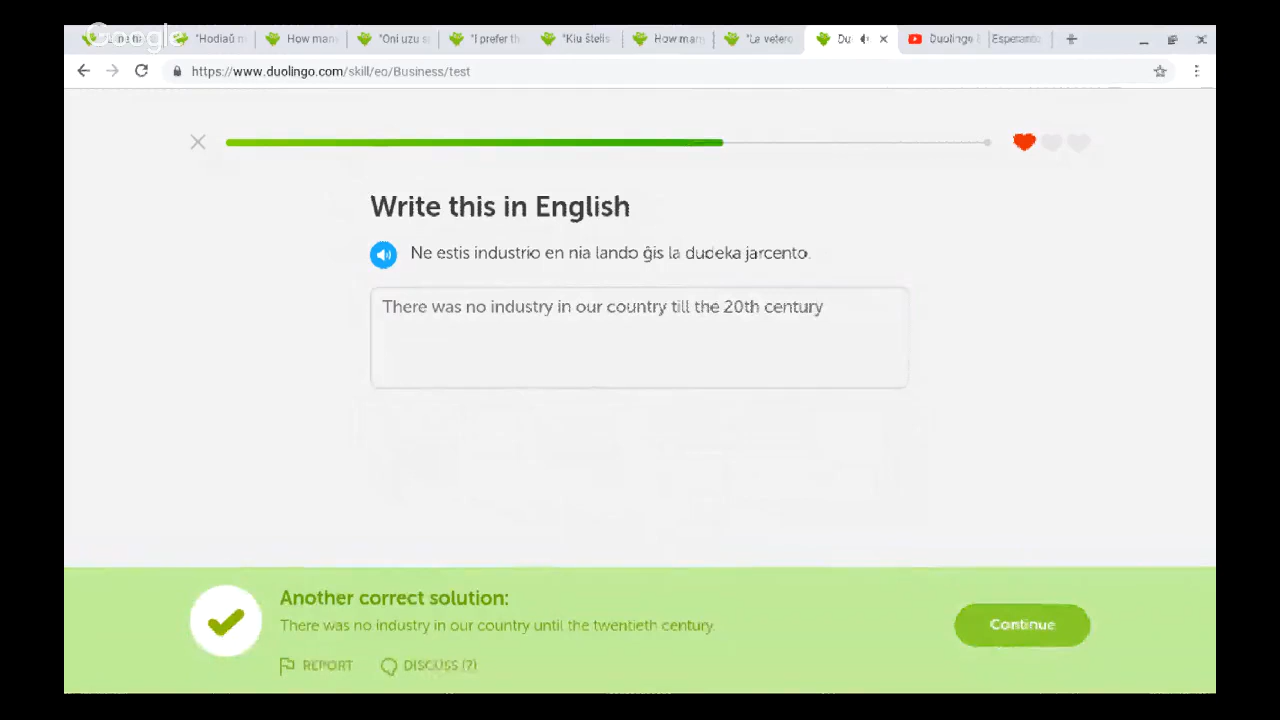 Google
"Hodiaŭ
How man
"Oni uzu
"I prefer th
"Kiu ŝtelis
How man
"La vetero
Du
Duolingo
Esperanto
https://www.duolingo.com/skill/eo/Business/test
Write this in English
Ne estis industrio en nia lando ĝis la dudeka jarcento.
There was no industry in our country till the 20th century
Another correct solution:
There was no industry in our country until the twentieth century.
Continue
REPORT
DISCUSS (7)